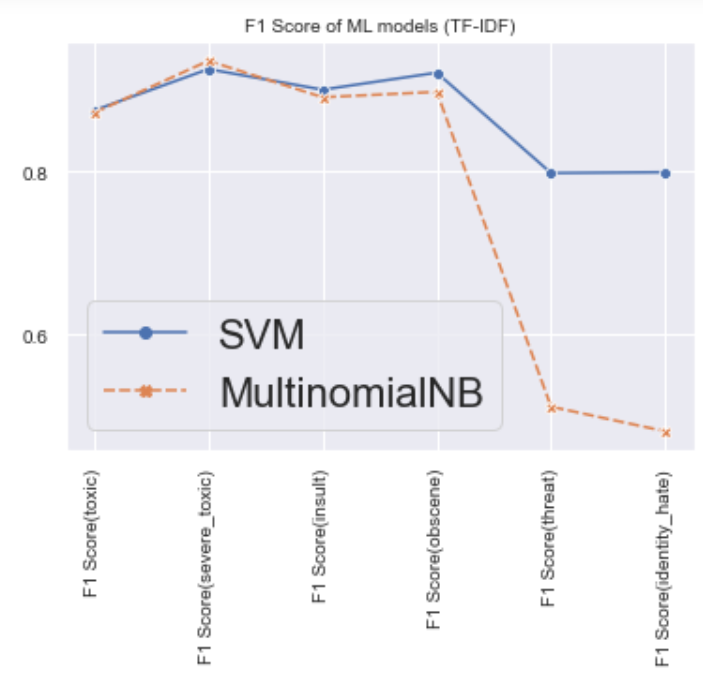 F1 Score of ML models (TF-IDF)
0.8
0.6
SVM
MultinomialNB
F1 Score(toxic)
F1 Score(severe_toxic)
F1 Score(insult)
F1 Score(obscene)
F1 Score(threat)
F1 Score(identity_hate)